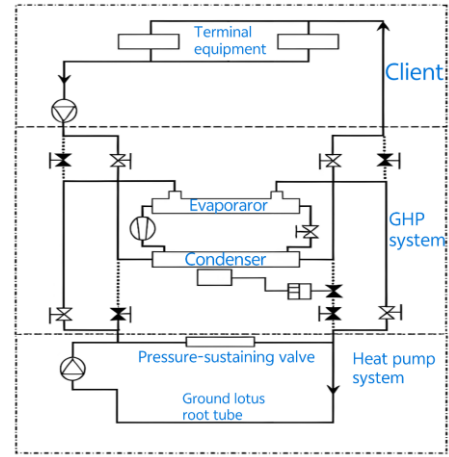 Terminal
equipment
Client
Evaporaror
GHP
system
Condenser
Pressure-sustaining valve
Heat pump
system
Ground lotus
root tube